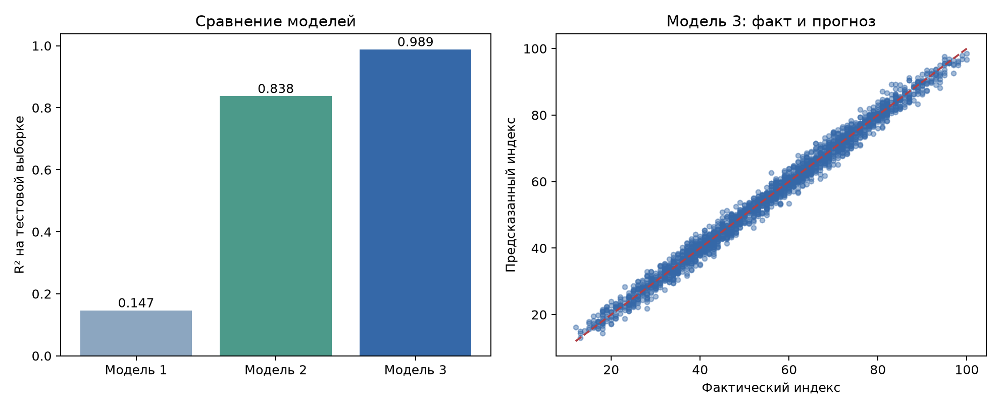 Сравнение моделей
R² на тестовой выборке
1.0
0.8
0.6
0.4
0.2
0.0
0.147
0.838
0.989
Модель 1
Модель 2
Модель 3
Модель 3: факт и прогноз
Предсказанный индекс
100
80
60
40
20
20
40
60
80
100
Фактический индекс